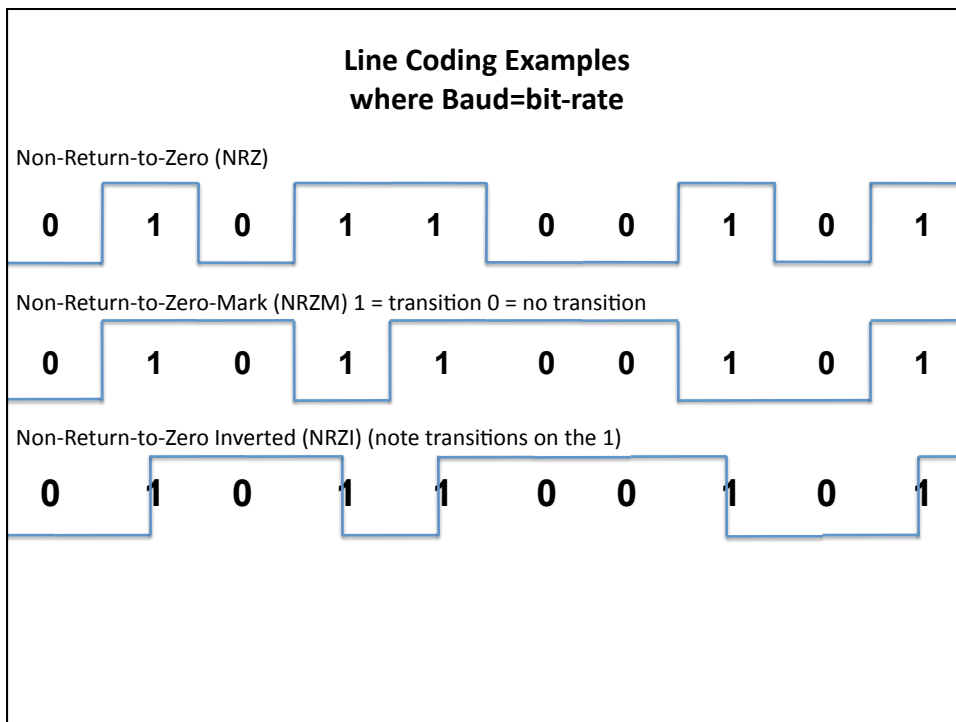 Line Coding Examples
where Baud=bit-rate
Non-Return-to-Zero (NRZ)
0 1 0 1 1 0 0 1 0 1
Non-Return-to-Zero-Mark (NRZM) 1 = transition 0 = no transition
0 1 0 1 1 0 0 1 0 1
Non-Return-to-Zero Inverted (NRZI) (note transitions on the 1)
0 1 0 1 1 0 0 1 0 1